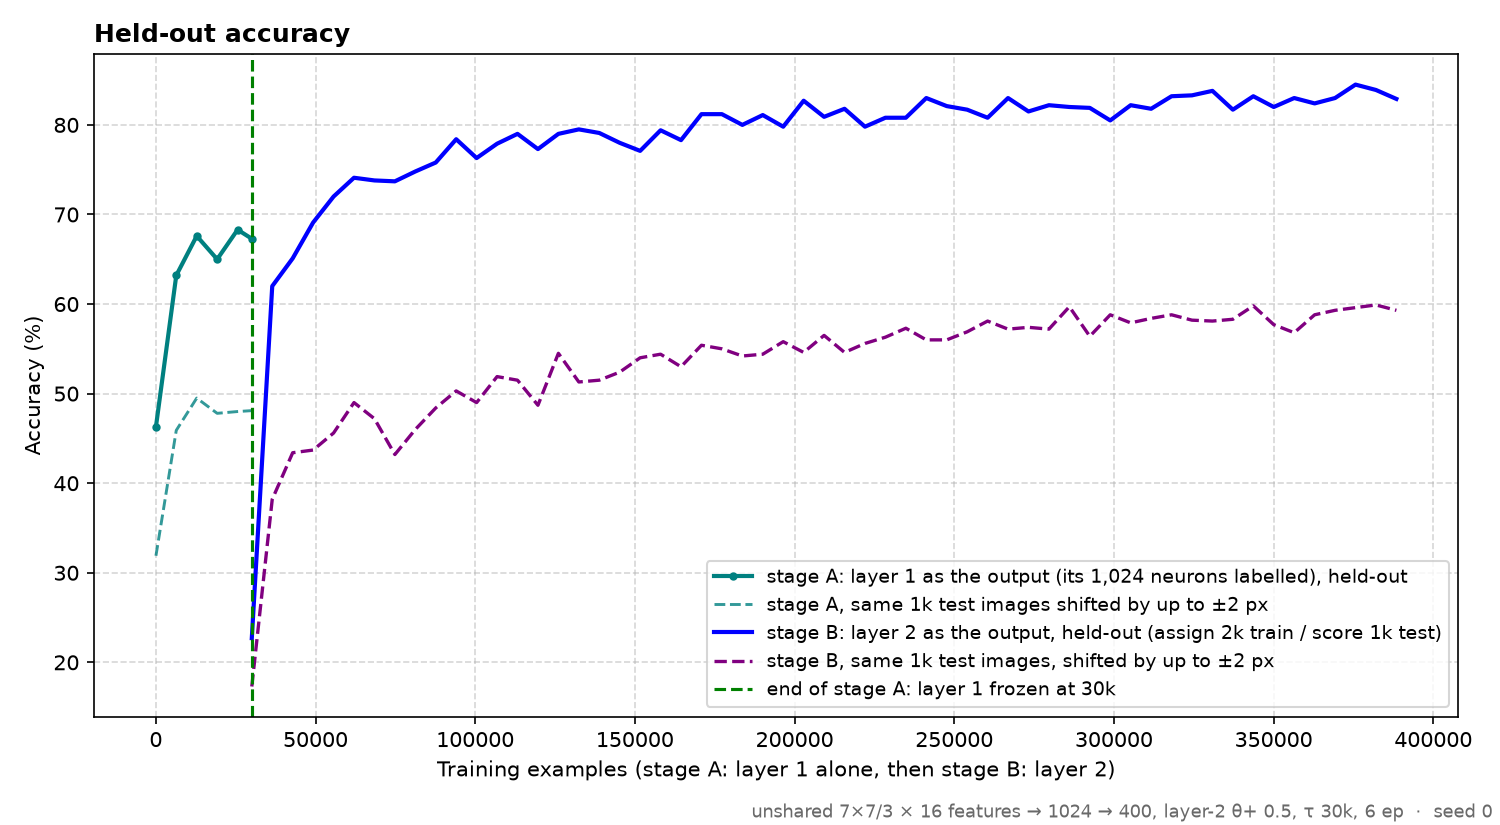 Held-out accuracy
Accuracy (%)
80
70
60
50
40
30
20
stage A: layer 1 as the output (its 1,024 neurons labelled), held-out
stage A, same 1k test images shifted by up to ±2 px
stage B: layer 2 as the output, held-out (assign 2k train / score 1k test)
stage B, same 1k test images, shifted by up to ±2 px
end of stage A: layer 1 frozen at 30k
0 50000 100000 150000 200000 250000 300000 350000 400000
Training examples (stage A: layer 1 alone, then stage B: layer 2)
unshared 7×7/3 × 16 features → 1024 → 400, layer-2 θ+ 0.5, τ 30k, 6 ep · seed 0